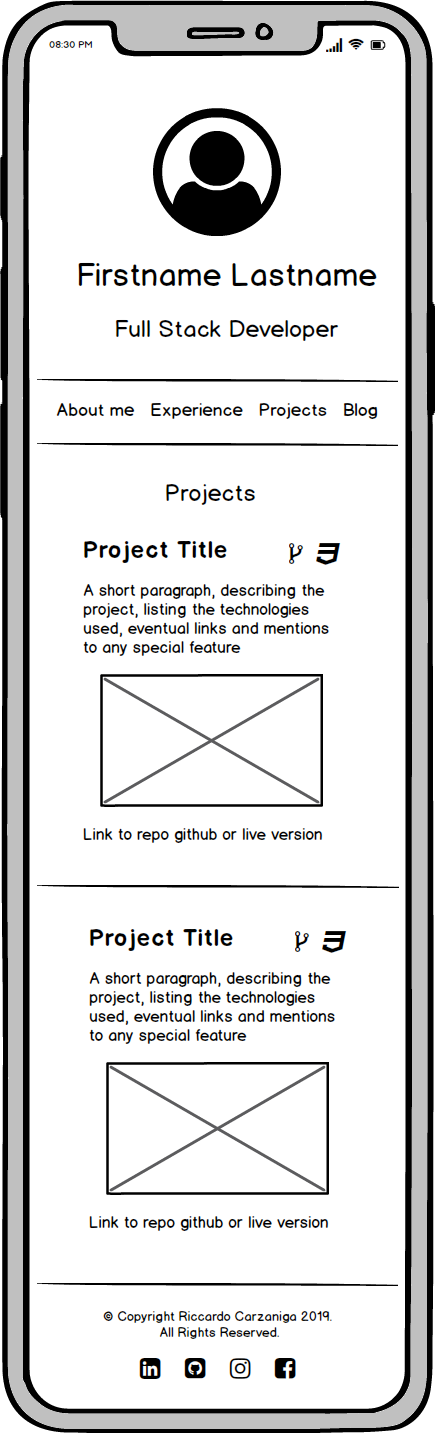 08:30 PM
Firstname Lastname
Full Stack Developer
About me Experience Projects Blog
Projects
Project Title
A short paragraph, describing the
project, listing the technologies
used, eventual links and mentions
to any special feature
Link to repo github or live version
Project Title
A short paragraph, describing the
project, listing the technologies
used, eventual links and mentions
to any special feature
Link to repo github or live version
© Copyright Riccardo Carzaniga 2019.
All Rights Reserved.